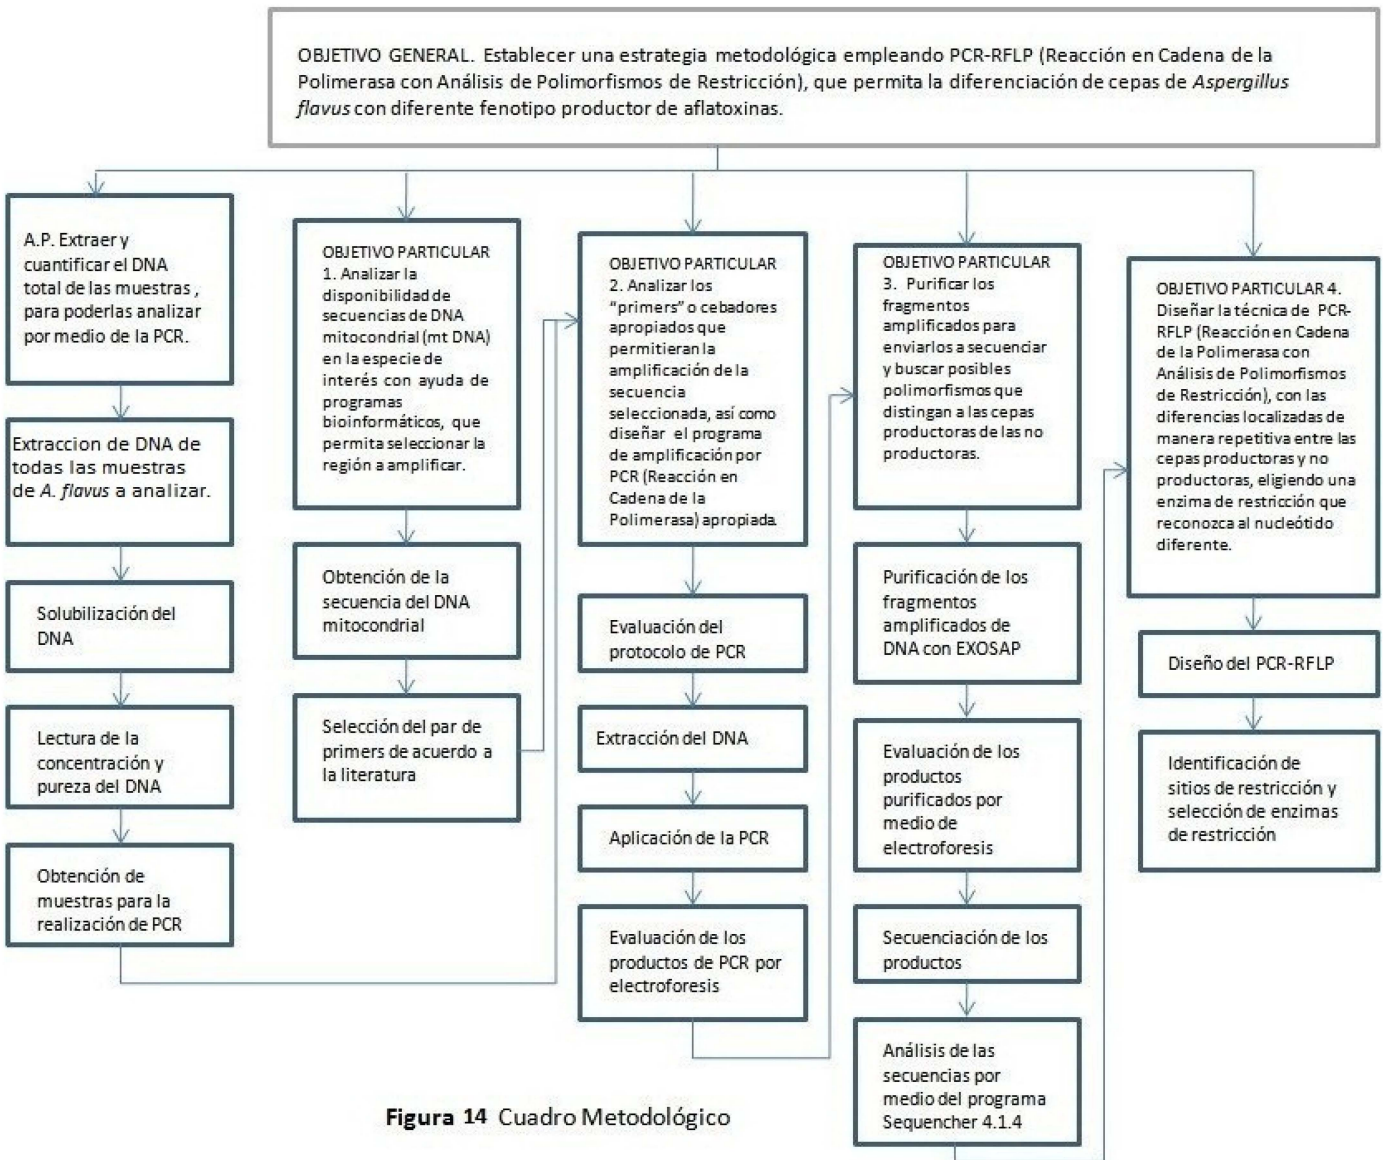 OBJETIVO GENERAL. Establecer una estrategia metodológica empleando PCR-RFLP (Reacción en Cadena de la
Polimerasa con Análisis de Polimorfismos de Restricción), que permita la diferenciación de cepas de Aspergillus
flavus con diferente fenotipo productor de aflatoxinas.
A.P. Extraer y
cuantificar el DNA
total de las muestras ,
para poderlas analizar
por medio de la PCR.
Extraccion de DNA de
todas las muestras
de A. flavus a analizar.
Solubilización del
DNA
Lectura de la
concentración y
pureza del DNA
Obtención de
muestras para la
realización de PCR
OBJETIVO PARTICULAR
1. Analizar la
disponibilidad de
secuencias de DNA
mitocondrial (mt DNA)
en la especie de
interés con ayuda de
programas
bioinformáticos, que
permita seleccionar la
región a amplificar.
Obtención de la
secuencia del DNA
mitocondrial
Selección del par de
primers de acuerdo a
la literatura
OBJETIVO PARTICULAR
2. Analizar los
“primers” o cebadores
apropiados que
permitieran la
amplificación de la
secuencia
seleccionada, así como
diseñar el programa
de amplificación por
PCR (Reacción en
Cadena de la
Polimerasa) apropiada.
Evaluación del
protocolo de PCR
Extracción del DNA
Aplicación de la PCR
Evaluación de los
productos de PCR por
electroforesis
OBJETIVO PARTICULAR
3. Purificar los
fragmentos
amplificados para
enviarlos a secuenciar
y buscar posibles
polimorfismos que
distingan a las cepas
productoras de las no
productoras.
Purificación de los
fragmentos
amplificados de
DNA con EXOSAP
Evaluación de los
productos
purificados por
medio de
electroforesis
Secuenciación de los
productos
Análisis de las
secuencias por
medio del programa
Sequencher 4.1.4
OBJETIVO PARTICULAR 4.
Diseñar la técnica de PCR-
RFLP (Reacción en Cadena
de la Polimerasa con
Análisis de Polimorfismos
de Restricción), con las
diferencias localizadas de
manera repetitiva entre las
cepas productoras y no
productoras, eligiendo una
enzima de restricción que
reconozca al nucleótido
diferente.
Diseño del PCR-RFLP
Identificación de
sitios de restricción y
selección de enzimas
de restricción
Figura 14 Cuadro Metodológico